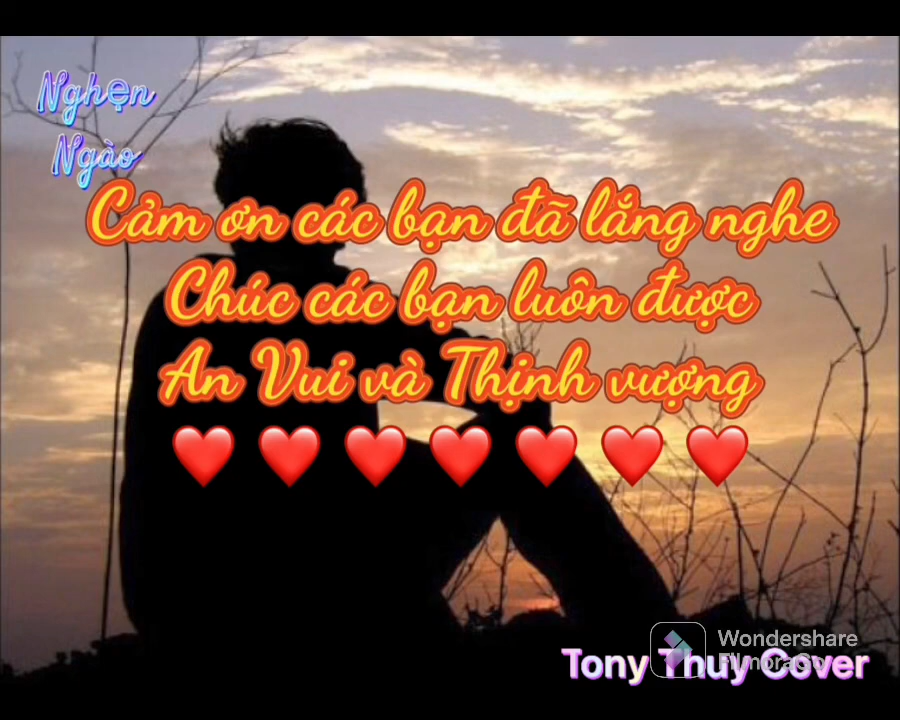 Nghẹn
Ngào
Cảm ơn các bạn đã lắng nghe
Chúc các bạn luôn được
An Vui và Thịnh vượng
Wondershare
FilmoraGo
Tony Thuy Cover